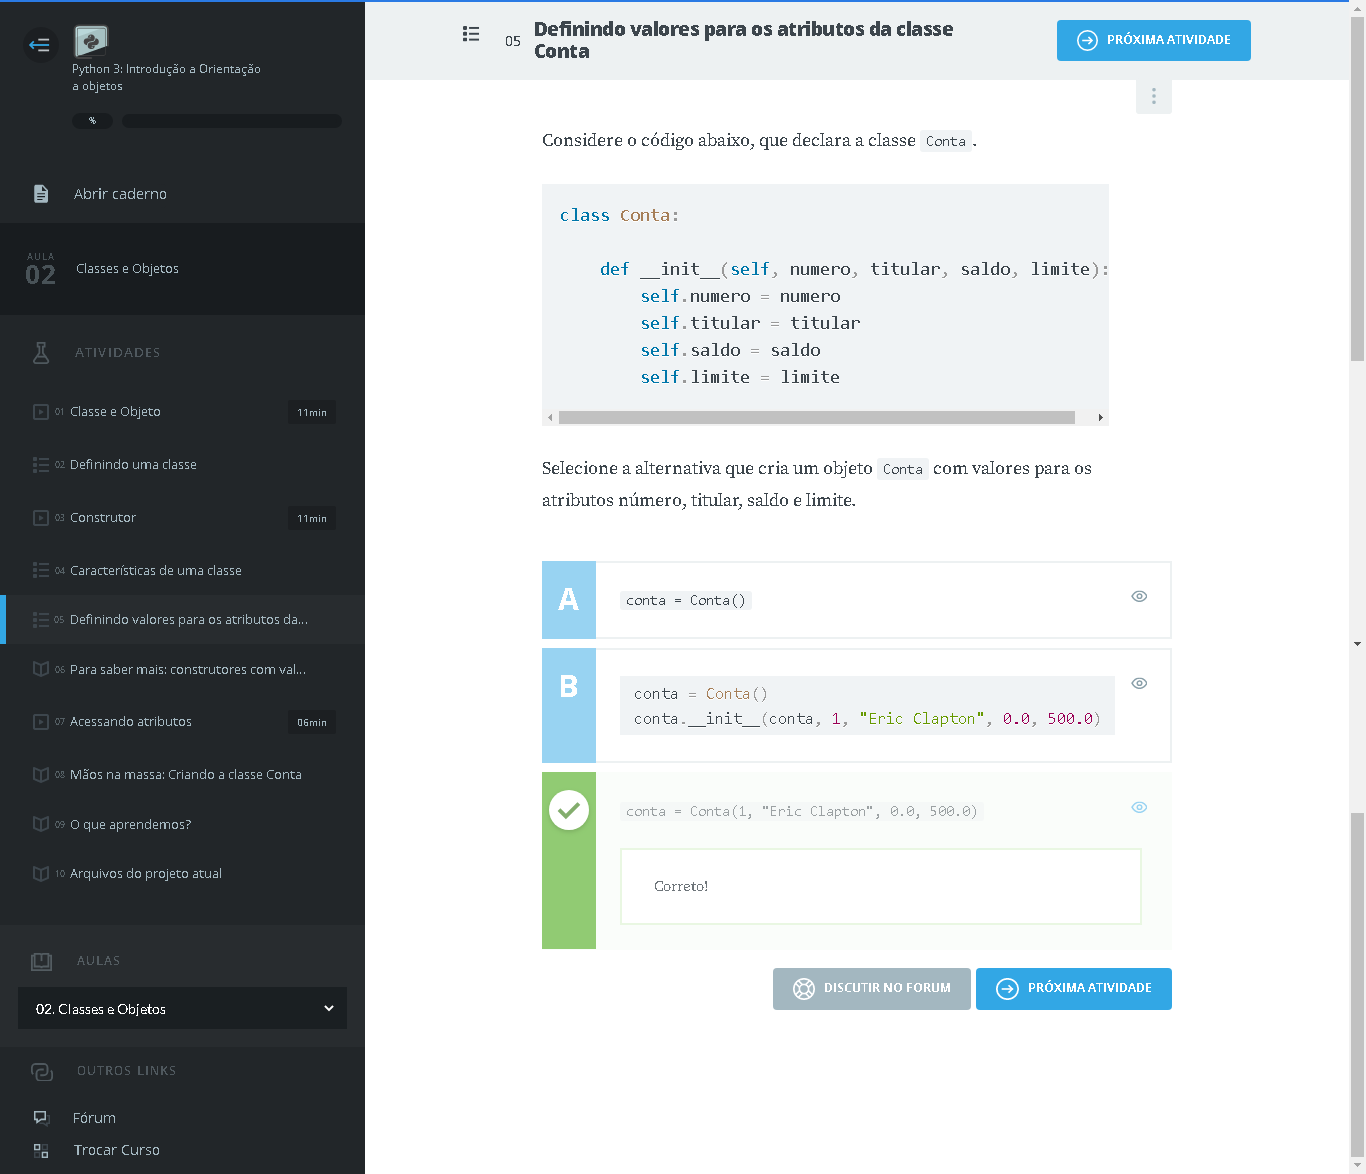 Python 3: Introdução a Orientação
a objetos
%
Abrir caderno
AULA
02
Classes e Objetos
ATIVIDADES
01 Classe e Objeto 11min
02 Definindo uma classe
03 Construtor 11min
04 Características de uma classe
05 Definindo valores para os atributos da...
06 Para saber mais: construtores com val...
07 Acessando atributos 06min
08 Mãos na massa: Criando a classe Conta
09 O que aprendemos?
10 Arquivos do projeto atual
AULAS
02. Classes e Objetos
OUTROS LINKS
Fórum
Trocar Curso
05 Definindo valores para os atributos da classe
Conta
PRÓXIMA ATIVIDADE
Considere o código abaixo, que declara a classe Conta.
class Conta:
def __init__(self, numero, titular, saldo, limite):
self.numero = numero
self.titular = titular
self.saldo = saldo
self.limite = limite
Selecione a alternativa que cria um objeto Conta com valores para os
atributos número, titular, saldo e limite.
A
conta = Conta()
B
conta = Conta()
conta.__init__(conta, 1, "Eric Clapton", 0.0, 500.0)
conta = Conta(1, "Eric Clapton", 0.0, 500.0)
Correto!
DISCUTIR NO FORUM
PRÓXIMA ATIVIDADE